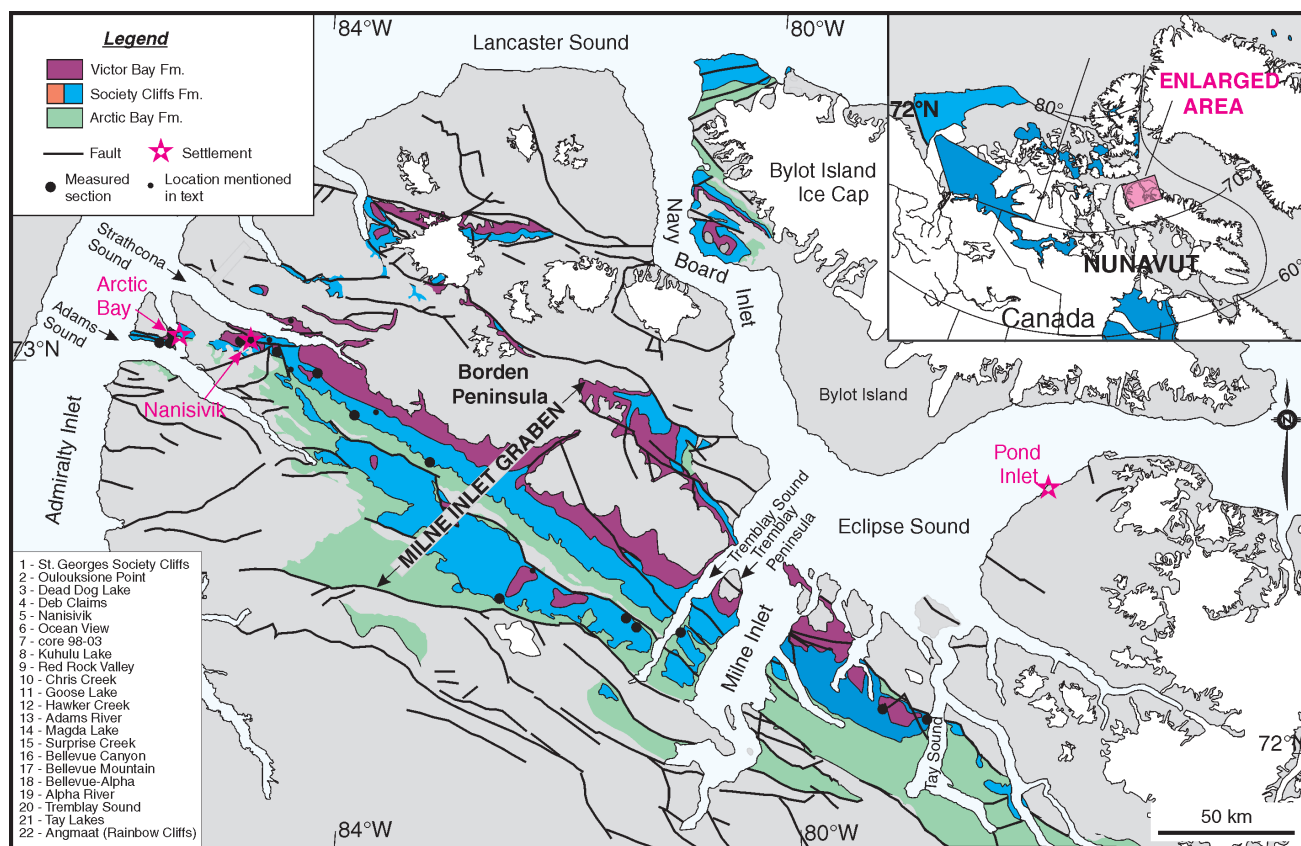 84°W
80°W
Lancaster Sound
Legend
Victor Bay Fm.
Society Cliffs Fm.
Arctic Bay Fm.
Fault
Settlement
Measured
section
Location mentioned
in text
ENLARGED
AREA
72°N
80°
70°
60°
NUNAVUT
Canada
Bylot Island
Ice Cap
Navy
Board
Inlet
Strathcona
Sound
Arctic
Bay
Adams
Sound
73°N
Nanisivik
Borden
Peninsula
Bylot Island
N
MILNE INLET GRABEN
Admiralty Inlet
Pond
Inlet
Eclipse Sound
Tremblay Sound
Tremblay
Peninsula
Milne Inlet
Tay Sound
72°N
1 - St. Georges Society Cliffs
2 - Oulouksione Point
3 - Dead Dog Lake
4 - Deb Claims
5 - Nanisivik
6 - Ocean View
7 - core 98-03
8 - Kuhulu Lake
9 - Red Rock Valley
10 - Chris Creek
11 - Goose Lake
12 - Hawker Creek
13 - Adams River
14 - Magda Lake
15 - Surprise Creek
16 - Bellevue Canyon
17 - Bellevue Mountain
18 - Bellevue-Alpha
19 - Alpha River
20 - Tremblay Sound
21 - Tay Lakes
22 - Angmaat (Rainbow Cliffs)
84°W
80°W
50 km